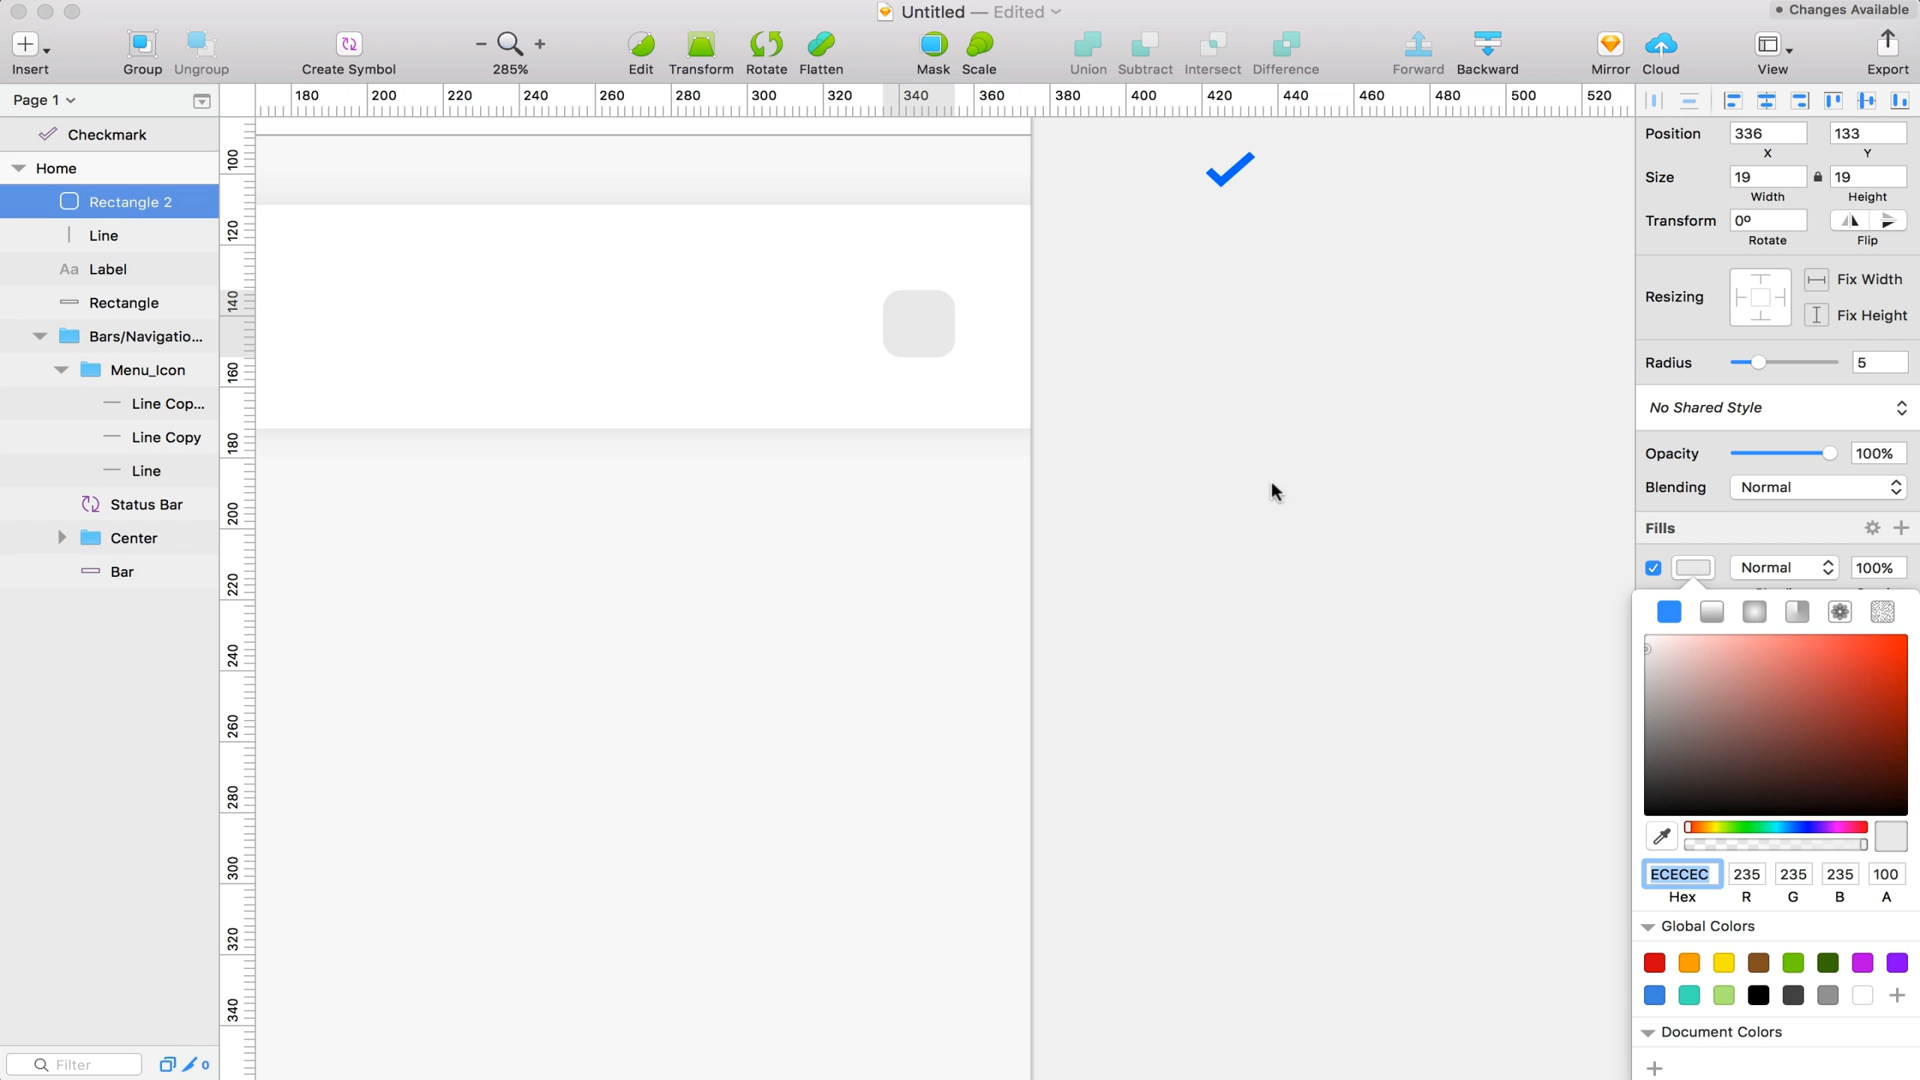 Untitled — Edited
Changes Available
Insert
Group
Ungroup
Create Symbol
285%
Edit
Transform
Rotate
Flatten
Mask
Scale
Union
Subtract
Intersect
Difference
Forward
Backward
Mirror
Cloud
View
Export
Page 1
180 200 220 240 260 280 300 320 340 360 380 400 420 440 460 480 500 520
Checkmark
Home
Rectangle 2
Line
Aa Label
Rectangle
Bars/Navigatio...
Menu_Icon
Line Cop...
Line Copy
Line
Status Bar
Center
Bar
Filter
0
100
120
140
160
180
200
220
240
260
280
300
320
340
Position 336 133
X Y
Size 19 19
Width Height
Transform 0º
Rotate Flip
Resizing
Fix Width
Fix Height
Radius 5
No Shared Style
Opacity 100%
Blending Normal
Fills
Normal 100%
ECECEC 235 235 235 100
Hex R G B A
Global Colors
Document Colors